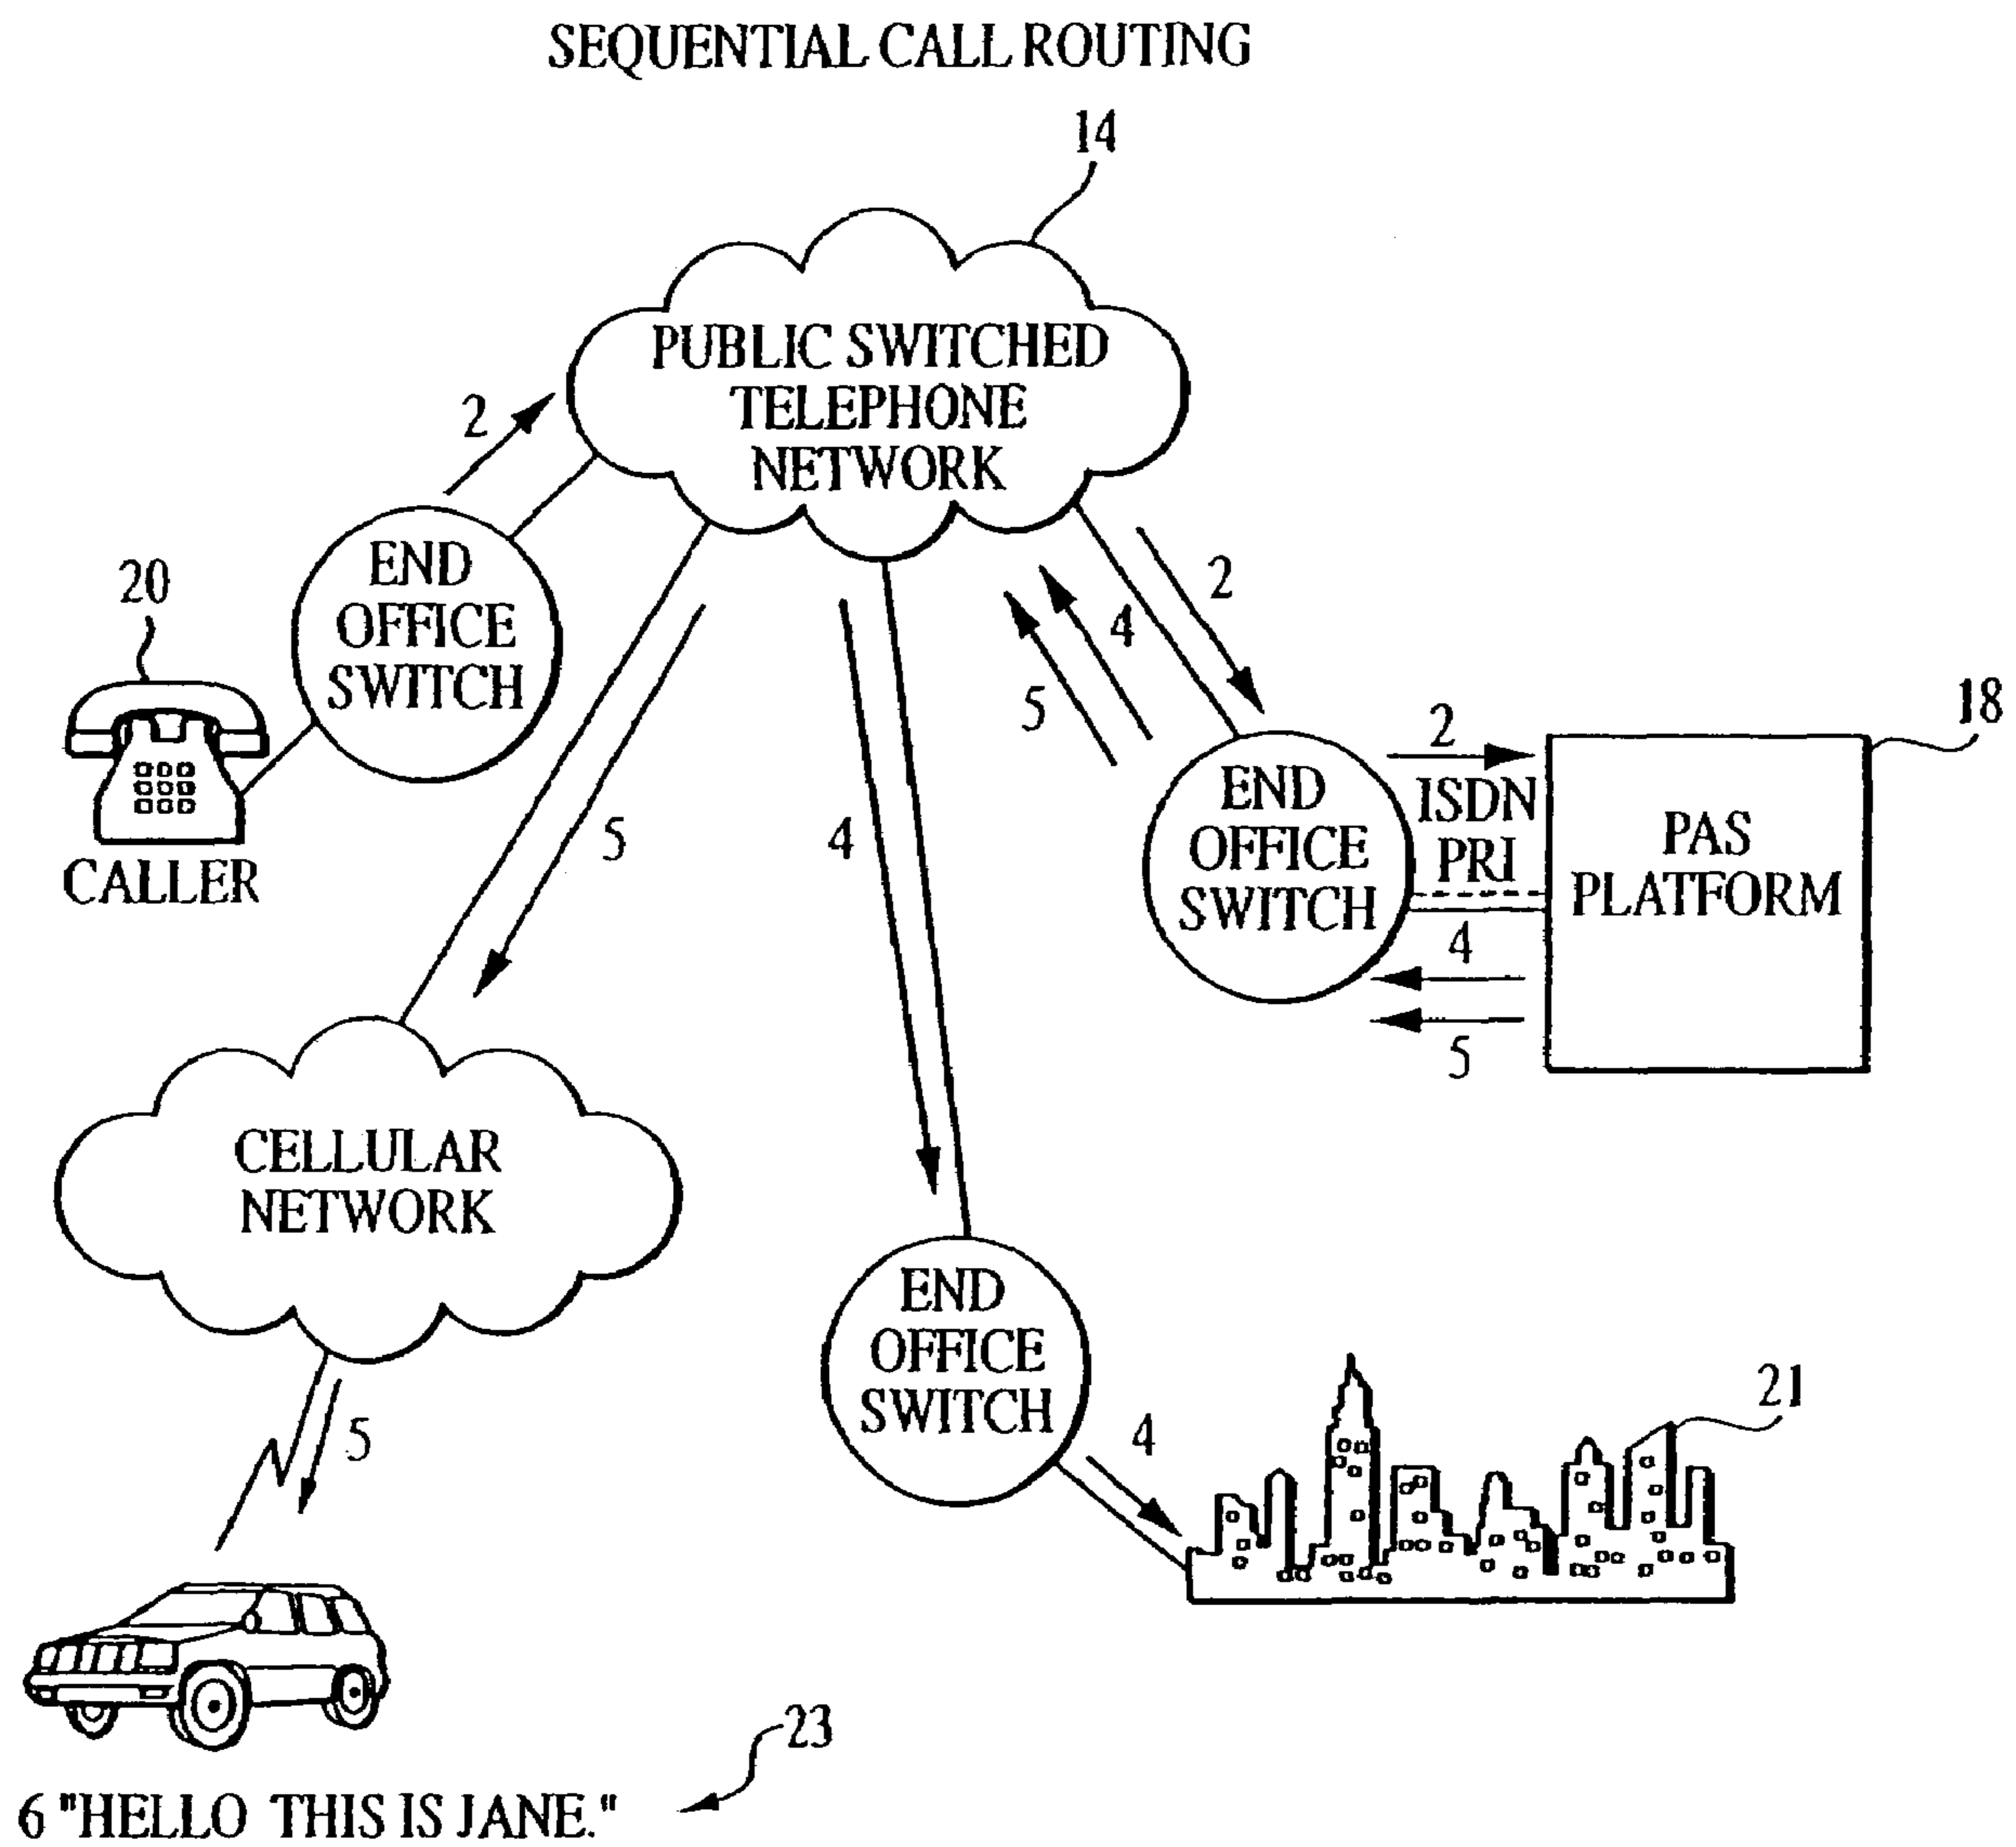 SEQUENTIAL CALL ROUTING
14
PUBLIC SWITCHED
TELEPHONE
NETWORK
2
END
OFFICE
SWITCH
20
CALLER
2
4
5
5
4
END
OFFICE
SWITCH
2
ISDN
PRI
4
5
18
PAS
PLATFORM
CELLULAR
NETWORK
5
END
OFFICE
SWITCH
4
21
23
6 "HELLO THIS IS JANE."